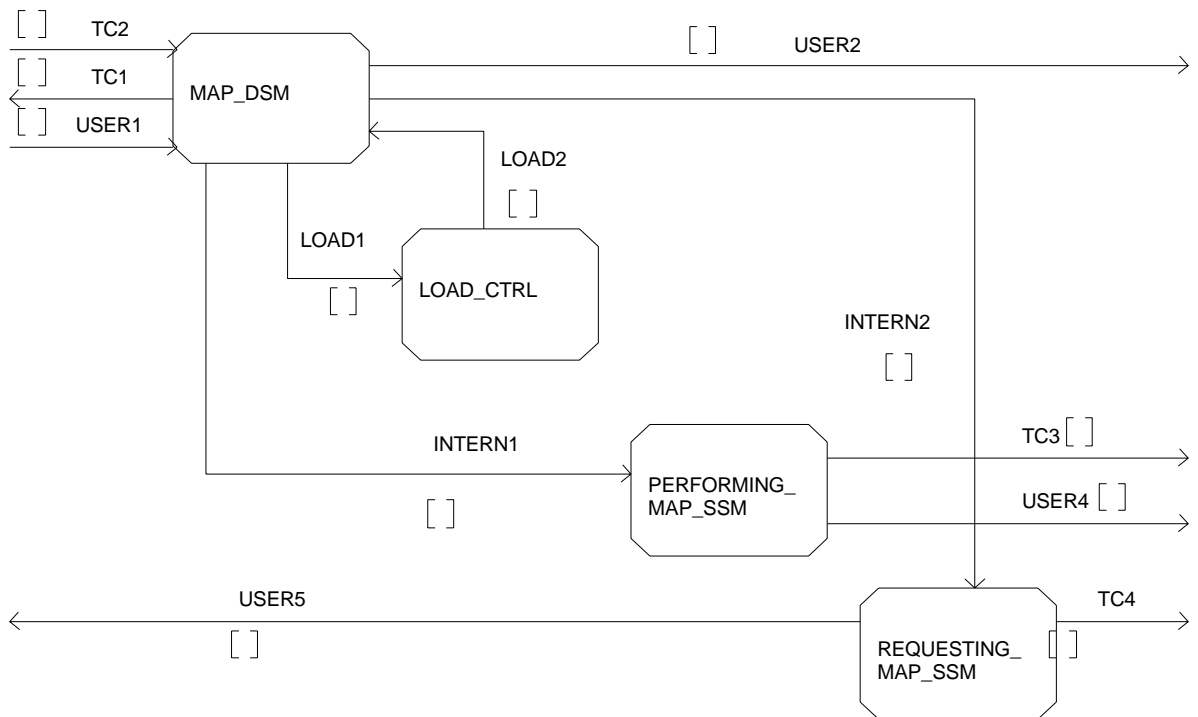 [ ] TC2
[ ] USER2
[ ] TC1
MAP_DSM
[ ] USER1
LOAD2
[ ]
LOAD1
LOAD_CTRL
[ ]
INTERN2
[ ]
INTERN1
TC3 [ ]
PERFORMING_
MAP_SSM
USER4 [ ]
[ ]
USER5
TC4
[ ]
REQUESTING_
MAP_SSM
[ ]